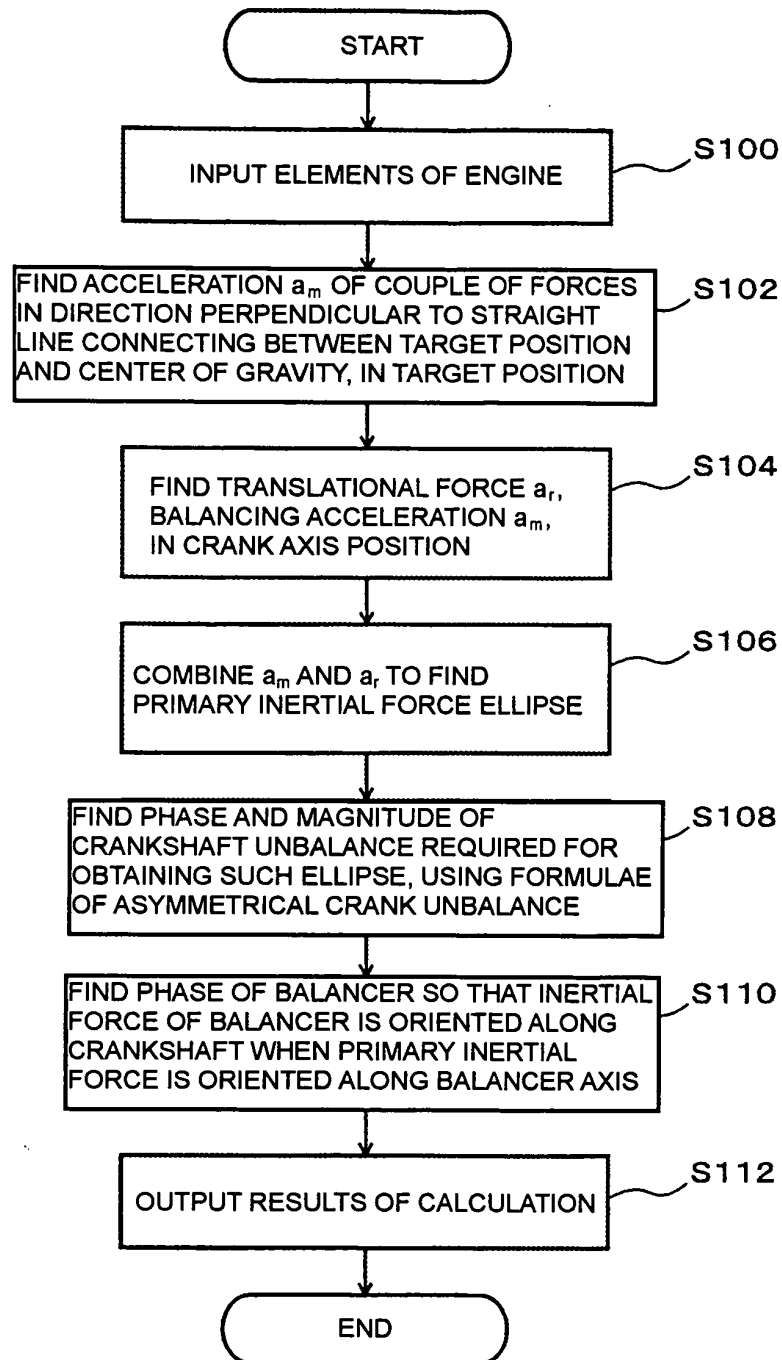 START
INPUT ELEMENTS OF ENGINE
S100
FIND ACCELERATION aₘ OF COUPLE OF FORCES
IN DIRECTION PERPENDICULAR TO STRAIGHT
LINE CONNECTING BETWEEN TARGET POSITION
AND CENTER OF GRAVITY, IN TARGET POSITION
S102
FIND TRANSLATIONAL FORCE aᵣ,
BALANCING ACCELERATION aₘ,
IN CRANK AXIS POSITION
S104
COMBINE aₘ AND aᵣ TO FIND
PRIMARY INERTIAL FORCE ELLIPSE
S106
FIND PHASE AND MAGNITUDE OF
CRANKSHAFT UNBALANCE REQUIRED FOR
OBTAINING SUCH ELLIPSE, USING FORMULAE
OF ASYMMETRICAL CRANK UNBALANCE
S108
FIND PHASE OF BALANCER SO THAT INERTIAL
FORCE OF BALANCER IS ORIENTED ALONG
CRANKSHAFT WHEN PRIMARY INERTIAL
FORCE IS ORIENTED ALONG BALANCER AXIS
S110
OUTPUT RESULTS OF CALCULATION
S112
END